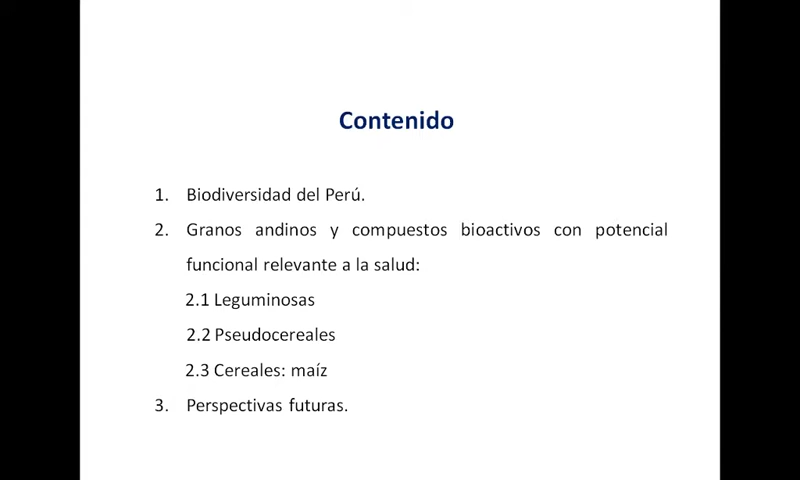 Contenido
1. Biodiversidad del Perú.
2. Granos andinos y compuestos bioactivos con potencial
funcional relevante a la salud:
2.1 Leguminosas
2.2 Pseudocereales
2.3 Cereales: maíz
3. Perspectivas futuras.